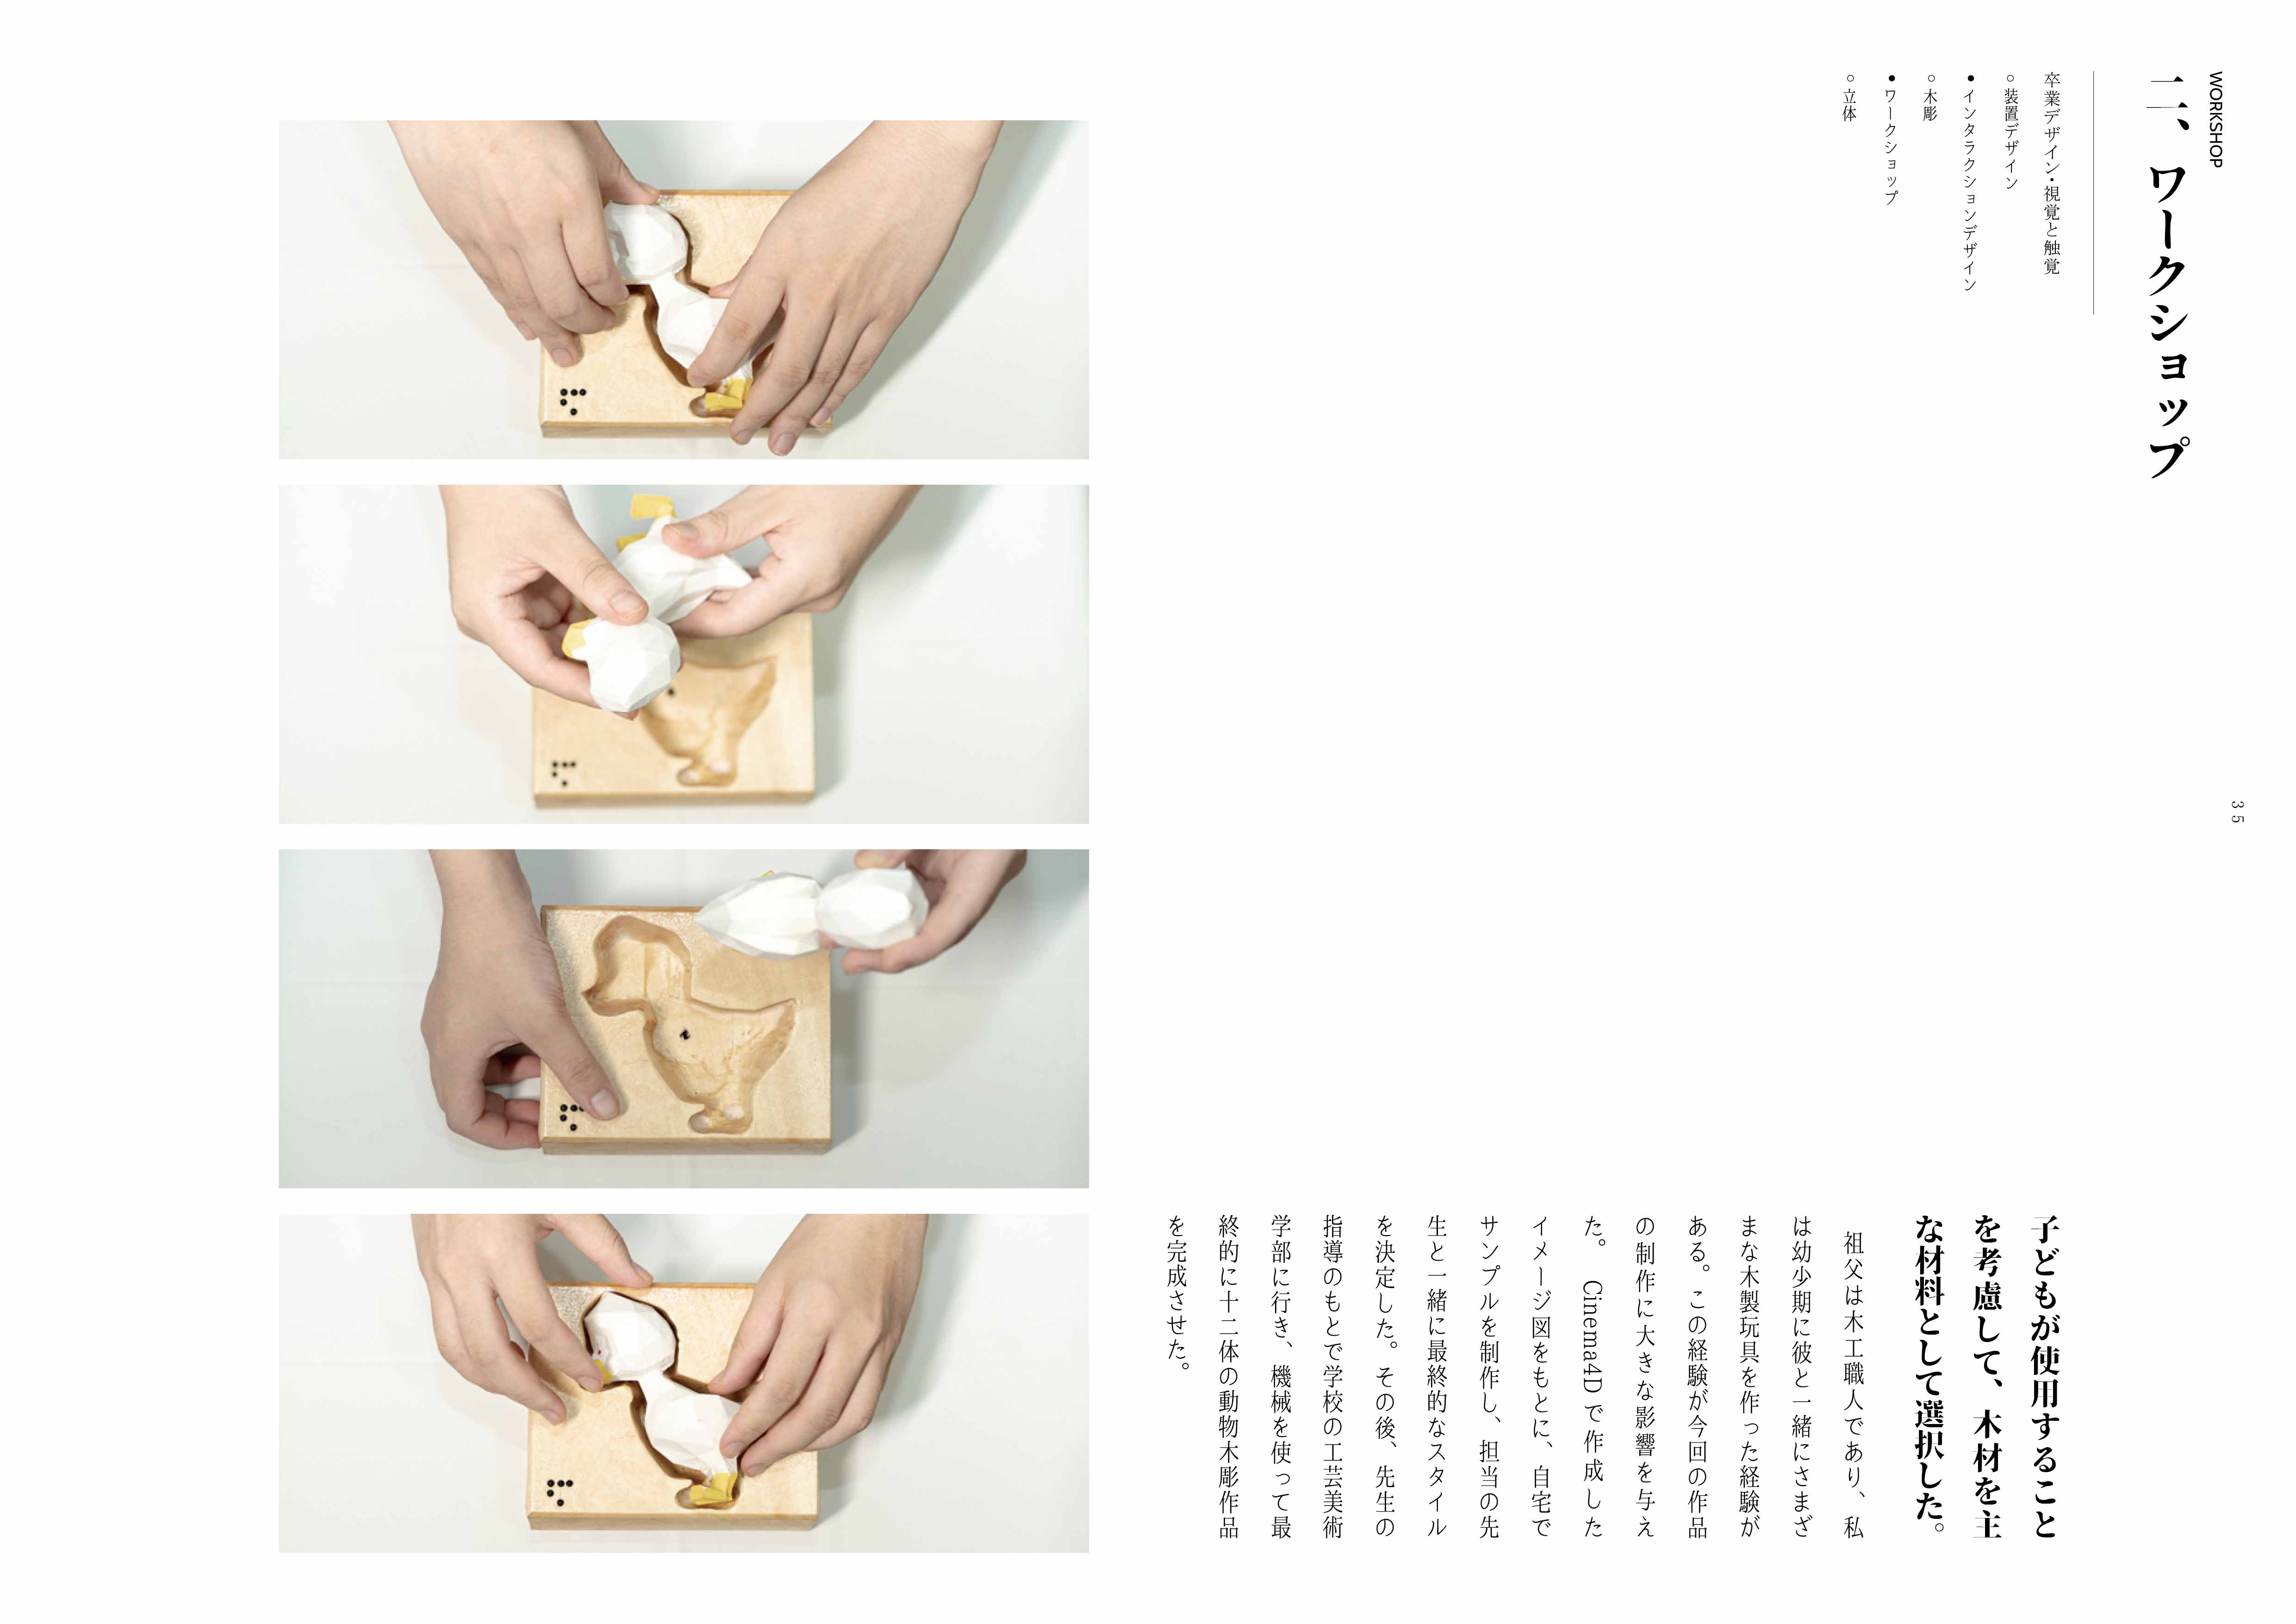 WORKSHOP
二、ワークショップ
卒業デザイン・視覚と触覚
○装置デザイン
●インタラクションデザイン
○木彫
●ワークショップ
○立体
35
子どもが使用すること
を考慮して、木材を主
な材料として選択した。
祖父は木工職人であり、私
は幼少期に彼と一緒にさまざ
まな木製玩具を作った経験が
ある。この経験が今回の作品
の制作に大きな影響を与え
た。 Cinema4Dで作成した
イメージ図をもとに、自宅で
サンプルを制作し、担当の先
生と一緒に最終的なスタイル
を決定した。その後、先生の
指導のもとで学校の工芸美術
学部に行き、機械を使って最
終的に十二体の動物木彫作品
を完成させた。